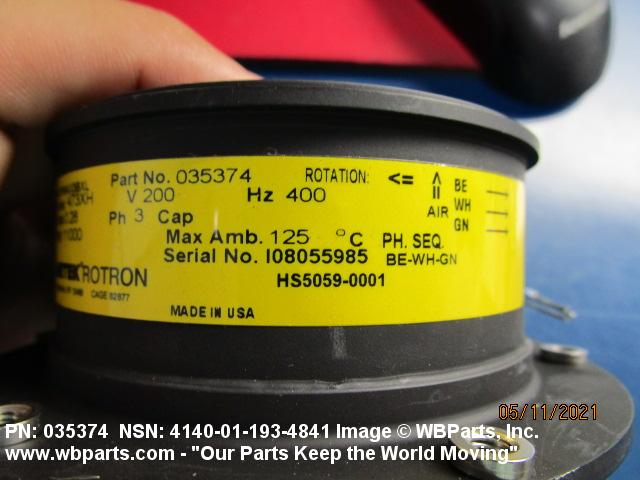 Part No. 035374 ROTATION: <= BE
473XH V 200 Hz 400 AIR WH
Ph 3 Cap GN
11000 Max Amb. 125 °C PH. SEQ.
Serial No. I08055985 BE-WH-GN
ROTRON HS5059-0001
CAGE 82877
MADE IN USA
05/11/2021
PN: 035374 NSN: 4140-01-193-4841 Image © WBParts, Inc.
www.wbparts.com - "Our Parts Keep the World Moving"